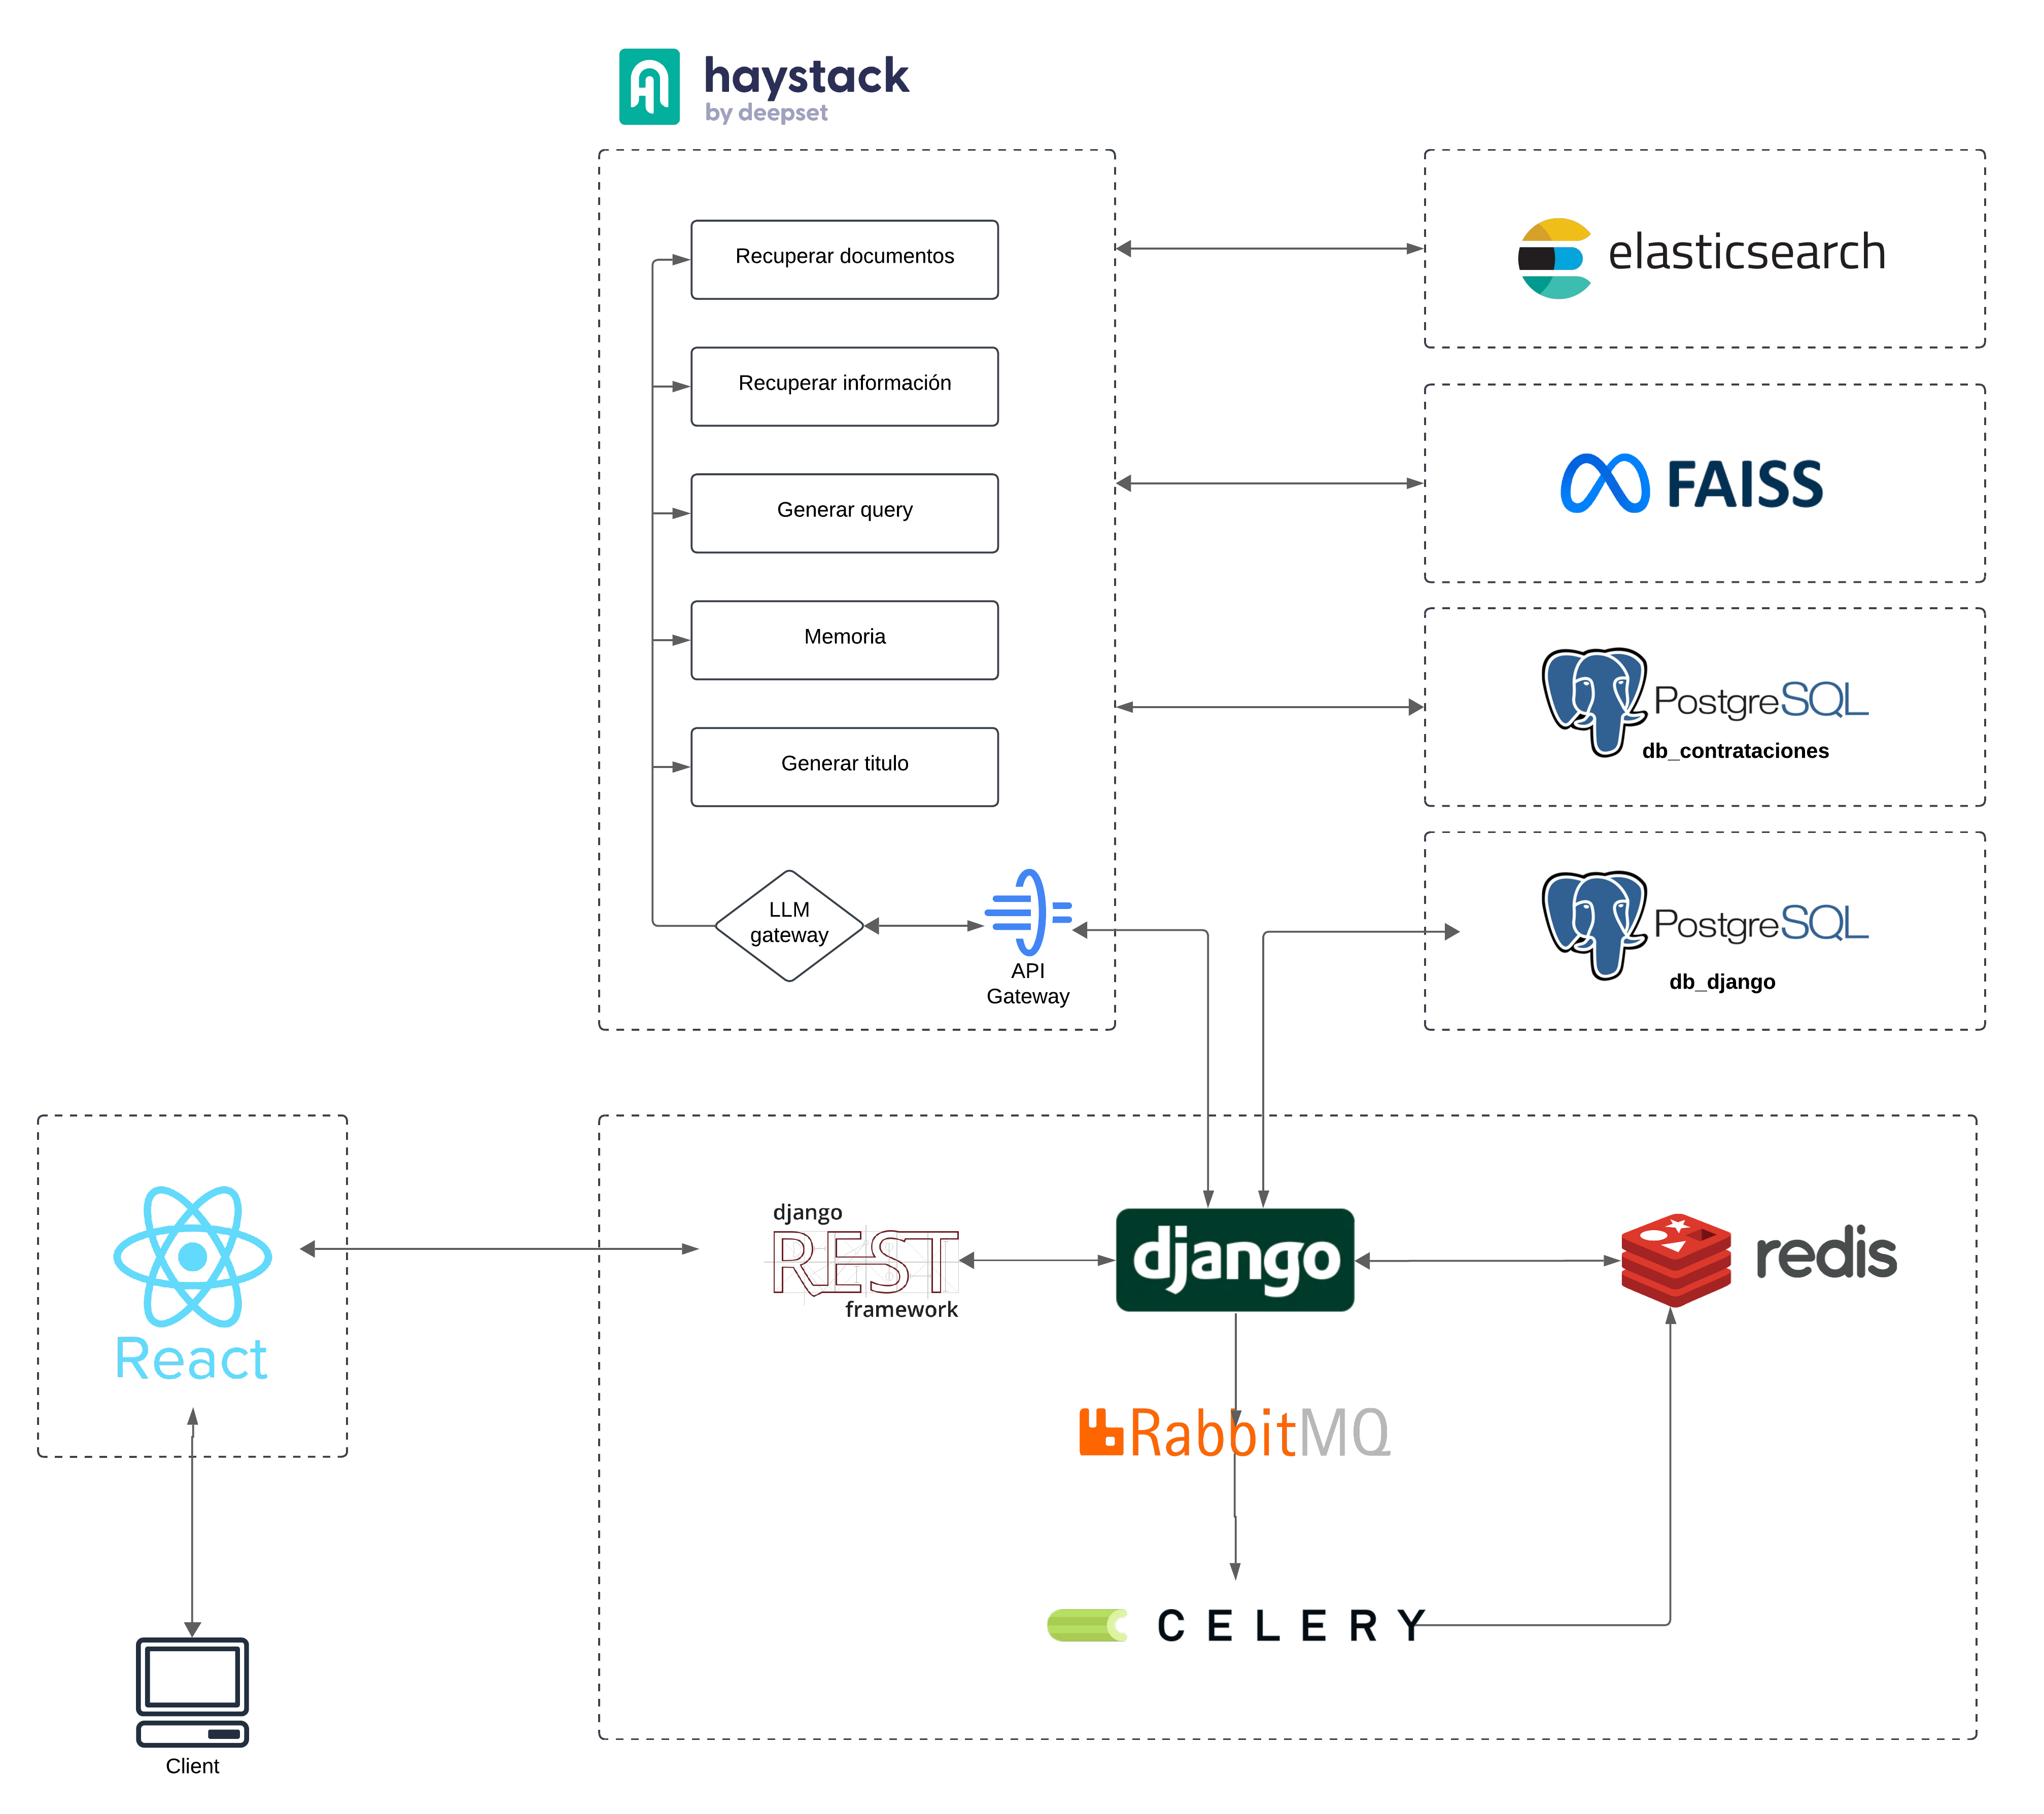 haystack
by deepset
Recuperar documentos
Recuperar información
Generar query
Memoria
Generar titulo
LLM
gateway
API
Gateway
elasticsearch
FAISS
PostgreSQL
db_contrataciones
PostgreSQL
db_django
React
Client
django
REST
framework
django
redis
RabbitMQ
CELERY